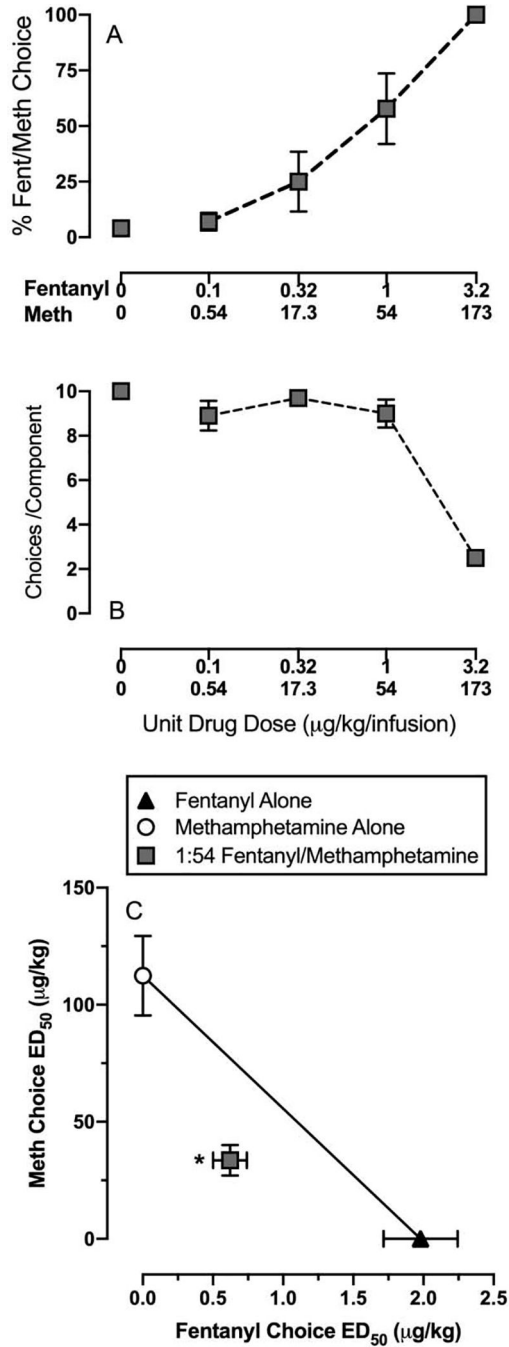 A
% Fent/Meth Choice
100
75
50
25
0
Fentanyl 0 0.1 0.32 1 3.2
Meth 0 0.54 17.3 54 173
Choices /Component
10
8
6
4
2
0
B
0 0.1 0.32 1 3.2
0 0.54 17.3 54 173
Unit Drug Dose (μg/kg/infusion)
Fentanyl Alone
Methamphetamine Alone
1:54 Fentanyl/Methamphetamine
C
Meth Choice ED50 (μg/kg)
150
100
50
0
*
0.0 0.5 1.0 1.5 2.0 2.5
Fentanyl Choice ED50 (μg/kg)